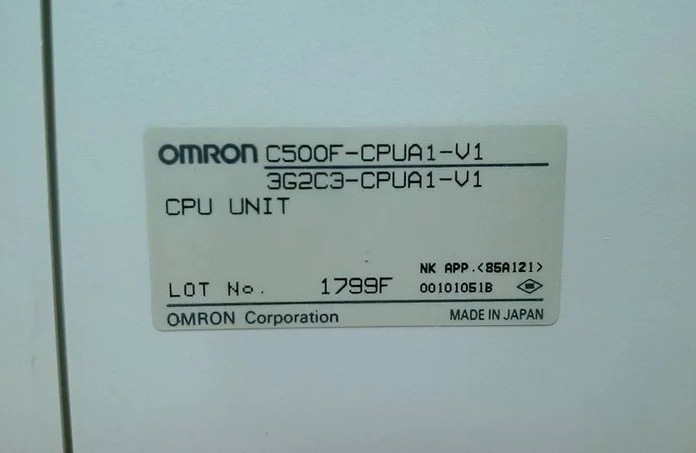 OMRON C500F-CPUA1-V1
3G2C3-CPUA1-V1
CPU UNIT
NK APP.<85A121>
LOT No. 1799F 00101051B
OMRON Corporation MADE IN JAPAN